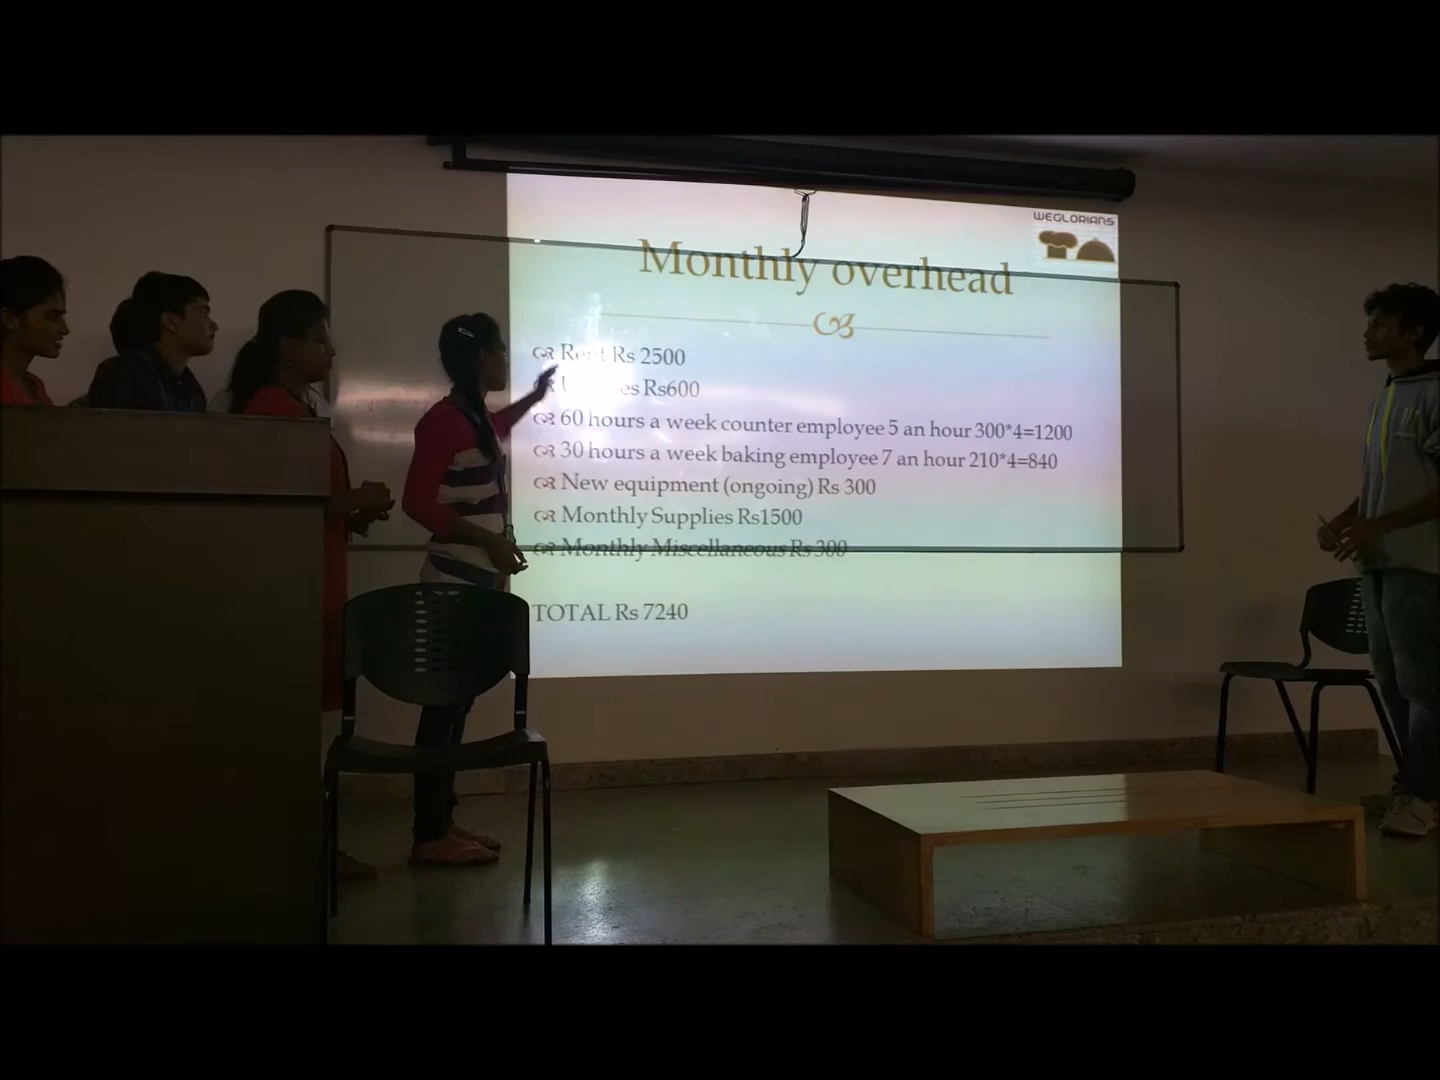 WEGLORIANS
Monthly overhead
Rent Rs 2500
es Rs600
60 hours a week counter employee 5 an hour 300*4=1200
30 hours a week baking employee 7 an hour 210*4=840
New equipment (ongoing) Rs 300
Monthly Supplies Rs1500
Monthly Miscellaneous Rs 300
TOTAL Rs 7240